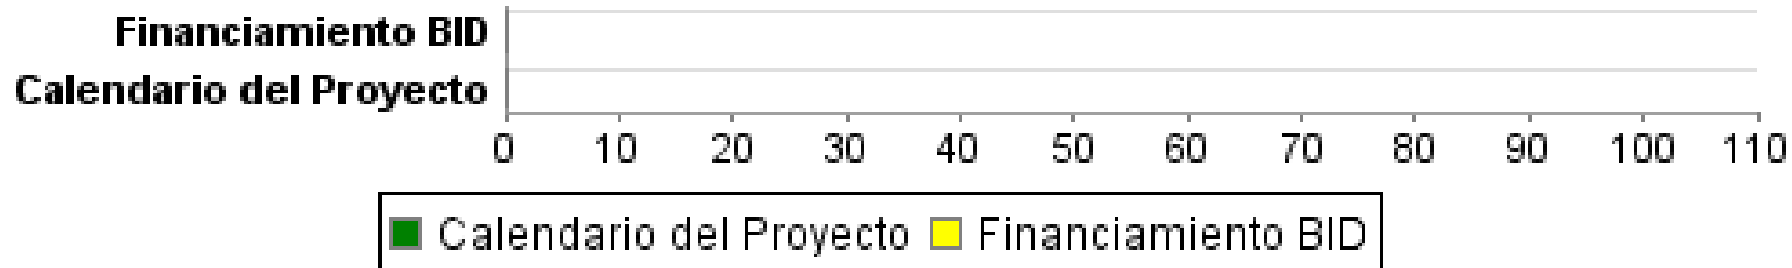 Financiamiento BID
Calendario del Proyecto
0 10 20 30 40 50 60 70 80 90 100 110
Calendario del Proyecto Financiamiento BID